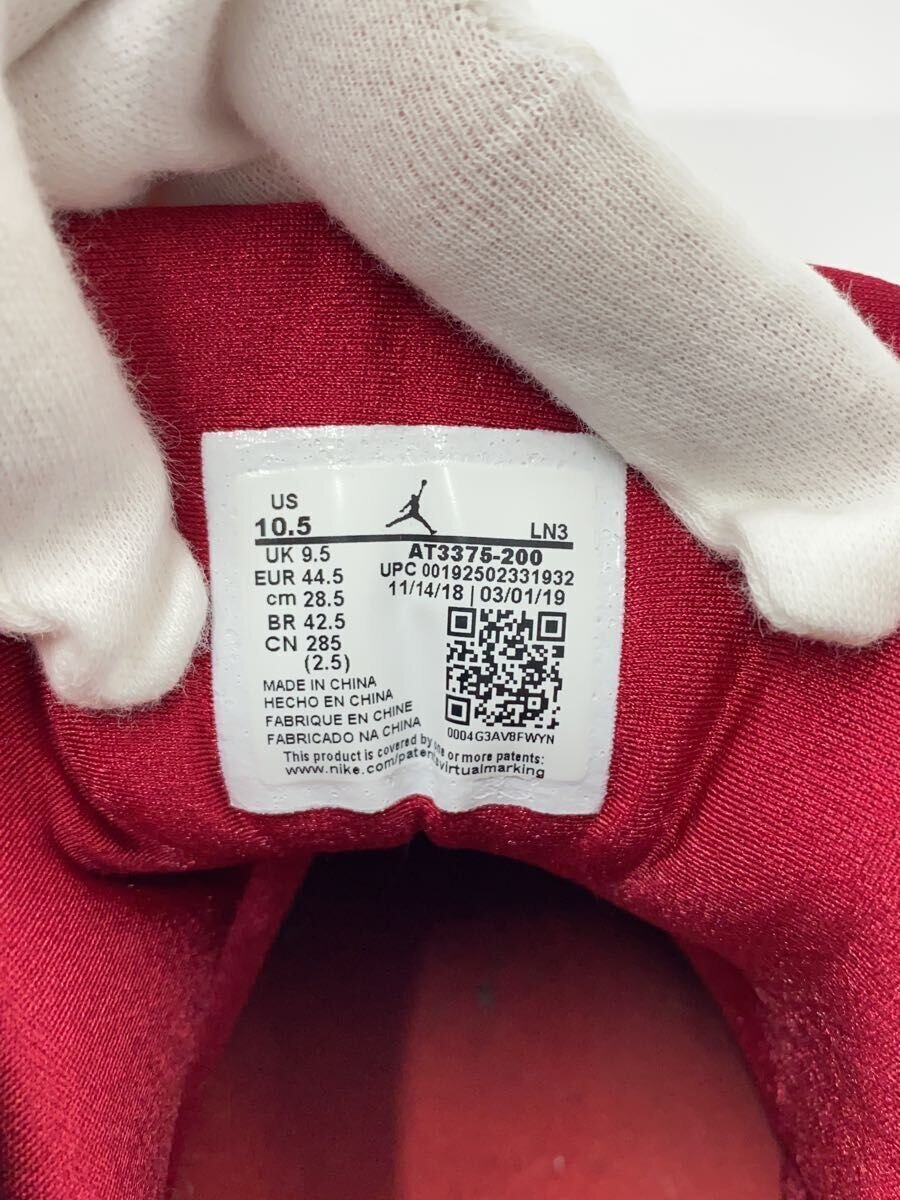 US
10.5
LN3
UK 9.5
AT3375-200
EUR 44.5
UPC 00192502331932
cm 28.5
11/14/18 | 03/01/19
BR 42.5
CN 285
(2.5)
MADE IN CHINA
HECHO EN CHINA
FABRIQUE EN CHINE
FABRICADO NA CHINA
0004G3AV8FWYN
This product is covered by one or more patents:
www.nike.com/patents/virtualmarking